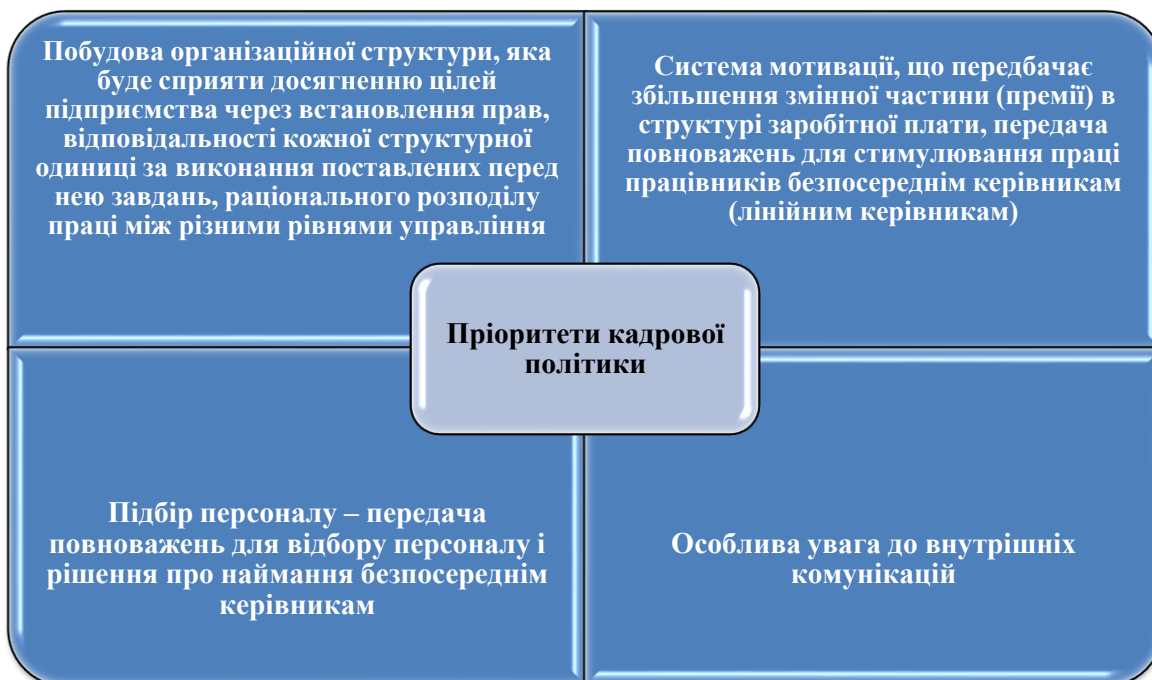 Побудова організаційної структури, яка
буде сприяти досягненню цілей
підприємства через встановлення прав,
відповідальності кожної структурної
одиниці за виконання поставлених перед
нею завдань, раціонального розподілу
праці між різними рівнями управління
Система мотивації, що передбачає
збільшення змінної частини (премії) в
структурі заробітної плати, передача
повноважень для стимулювання праці
працівників безпосереднім керівникам
(лінійним керівникам)
Пріоритети кадрової
політики
Підбір персоналу – передача
повноважень для відбору персоналу і
рішення про наймання безпосереднім
керівникам
Особлива увага до внутрішніх
комунікацій